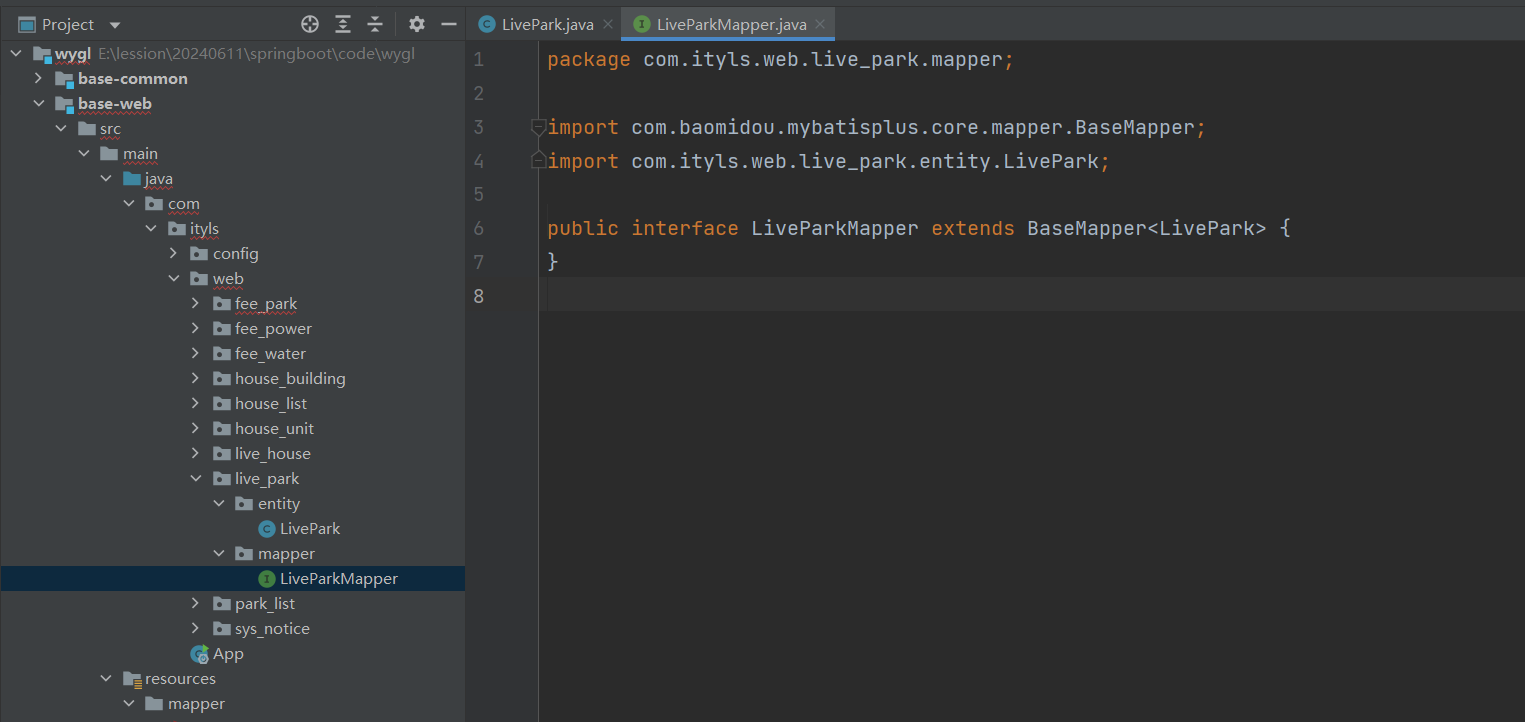 Project
wygl E:\lession\20240611\springboot\code\wygl
base-common
base-web
src
main
java
com
ityls
config
web
fee_park
fee_power
fee_water
house_building
house_list
house_unit
live_house
live_park
entity
LivePark
mapper
LiveParkMapper
park_list
sys_notice
App
resources
mapper
LivePark.java LiveParkMapper.java
1 package com.ityls.web.live_park.mapper;
2
3 import com.baomidou.mybatisplus.core.mapper.BaseMapper;
4 import com.ityls.web.live_park.entity.LivePark;
5
6 public interface LiveParkMapper extends BaseMapper<LivePark> {
7 }
8